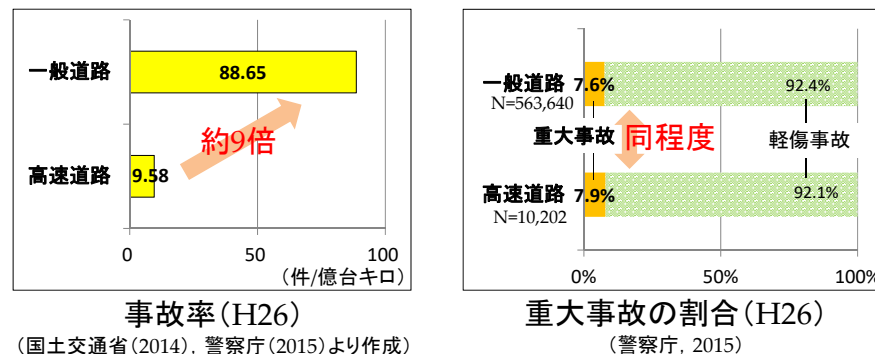 一般道路
88.65
約9倍
高速道路
9.58
0
50
100
(件/億台キロ)
事故率(H26)
(国土交通省(2014), 警察庁(2015)より作成)
一般道路
7.6%
92.4%
N=563,640
重大事故
同程度
軽傷事故
高速道路
7.9%
92.1%
N=10,202
0%
50%
100%
重大事故の割合(H26)
(警察庁, 2015)